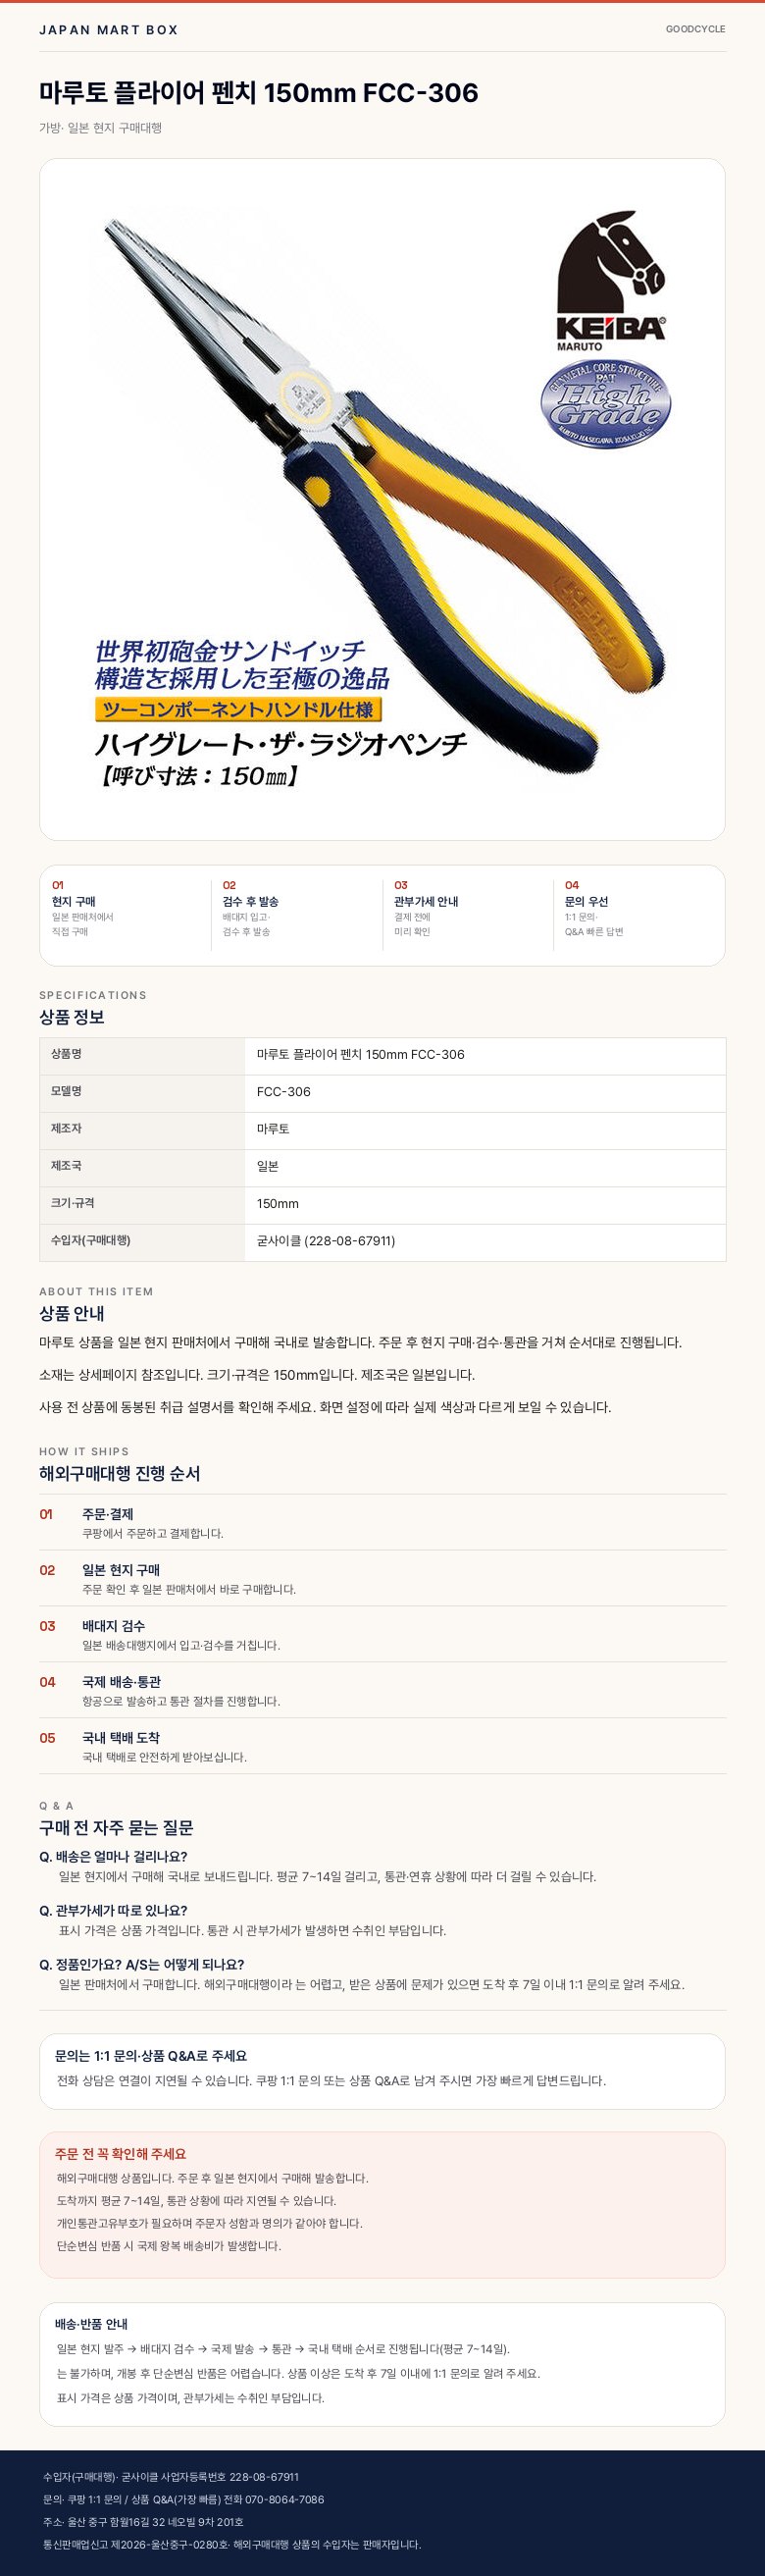 JAPAN MART BOX
GOODCYCLE
마루토 플라이어 펜치 150mm FCC-306
가방· 일본 현지 구매대행
KEIBA®
MARUTO
GUNMETAL CORE STRUCTURE
PAT
High
Grade
世界初砲金サンドイッチ
構造を採用した至極の逸品
ツーコンポーネントハンドル仕様
ハイグレート・ザ・ラジオペンチ
【呼び寸法：150㎜】
01
현지 구매
일본 판매처에서
직접 구매
02
검수 후 발송
배대지 입고·
검수 후 발송
03
관부가세 안내
결제 전에
미리 확인
04
문의 우선
1:1 문의·
Q&A 빠른 답변
SPECIFICATIONS
상품 정보
상품명 마루토 플라이어 펜치 150mm FCC-306
모델명 FCC-306
제조자 마루토
제조국 일본
크기·규격 150mm
수입자(구매대행) 굳사이클 (228-08-67911)
ABOUT THIS ITEM
상품 안내
마루토 상품을 일본 현지 판매처에서 구매해 국내로 발송합니다. 주문 후 현지 구매·검수·통관을 거쳐 순서대로 진행됩니다.
소재는 상세페이지 참조입니다. 크기·규격은 150mm입니다. 제조국은 일본입니다.
사용 전 상품에 동봉된 취급 설명서를 확인해 주세요. 화면 설정에 따라 실제 색상과 다르게 보일 수 있습니다.
HOW IT SHIPS
해외구매대행 진행 순서
01 주문·결제
쿠팡에서 주문하고 결제합니다.
02 일본 현지 구매
주문 확인 후 일본 판매처에서 바로 구매합니다.
03 배대지 검수
일본 배송대행지에서 입고·검수를 거칩니다.
04 국제 배송·통관
항공으로 발송하고 통관 절차를 진행합니다.
05 국내 택배 도착
국내 택배로 안전하게 받아보십니다.
Q & A
구매 전 자주 묻는 질문
Q. 배송은 얼마나 걸리나요?
일본 현지에서 구매해 국내로 보내드립니다. 평균 7~14일 걸리고, 통관·연휴 상황에 따라 더 걸릴 수 있습니다.
Q. 관부가세가 따로 있나요?
표시 가격은 상품 가격입니다. 통관 시 관부가세가 발생하면 수취인 부담입니다.
Q. 정품인가요? A/S는 어떻게 되나요?
일본 판매처에서 구매합니다. 해외구매대행이라 는 어렵고, 받은 상품에 문제가 있으면 도착 후 7일 이내 1:1 문의로 알려 주세요.
문의는 1:1 문의·상품 Q&A로 주세요
전화 상담은 연결이 지연될 수 있습니다. 쿠팡 1:1 문의 또는 상품 Q&A로 남겨 주시면 가장 빠르게 답변드립니다.
주문 전 꼭 확인해 주세요
해외구매대행 상품입니다. 주문 후 일본 현지에서 구매해 발송합니다.
도착까지 평균 7~14일, 통관 상황에 따라 지연될 수 있습니다.
개인통관고유부호가 필요하며 주문자 성함과 명의가 같아야 합니다.
단순변심 반품 시 국제 왕복 배송비가 발생합니다.
배송·반품 안내
일본 현지 발주 → 배대지 검수 → 국제 발송 → 통관 → 국내 택배 순서로 진행됩니다(평균 7~14일).
는 불가하며, 개봉 후 단순변심 반품은 어렵습니다. 상품 이상은 도착 후 7일 이내에 1:1 문의로 알려 주세요.
표시 가격은 상품 가격이며, 관부가세는 수취인 부담입니다.
수입자(구매대행)· 굳사이클 사업자등록번호 228-08-67911
문의· 쿠팡 1:1 문의 / 상품 Q&A(가장 빠름) 전화 070-8064-7086
주소· 울산 중구 함월16길 32 네오빌 9차 201호
통신판매업신고 제2026-울산중구-0280호· 해외구매대행 상품의 수입자는 판매자입니다.